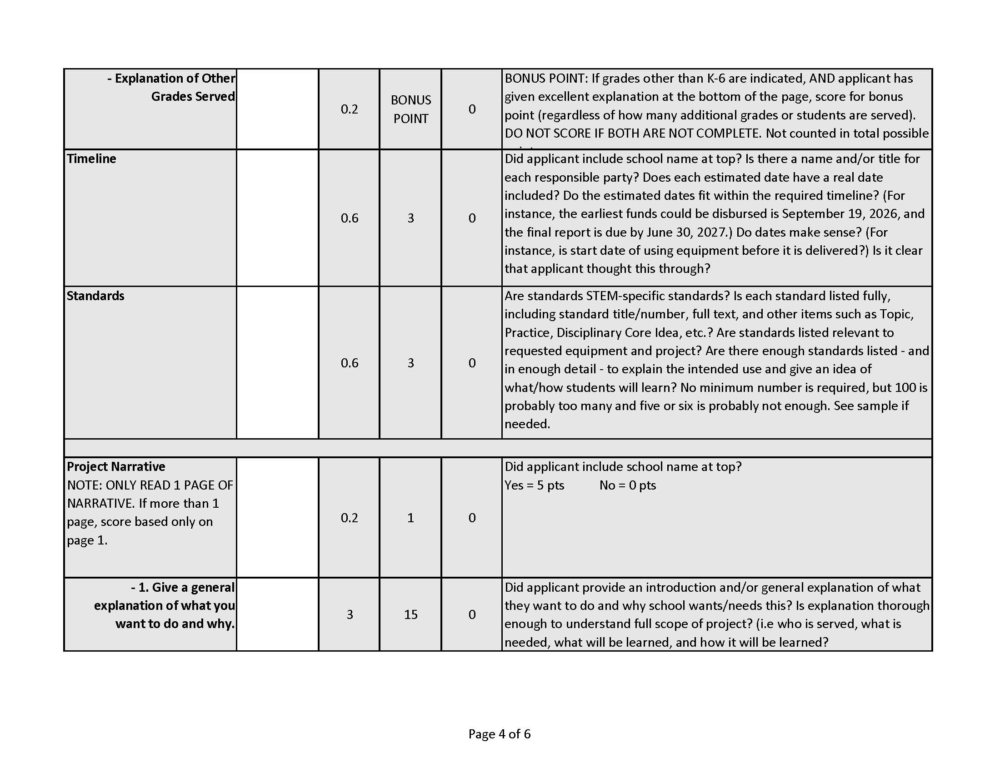 - Explanation of Other
Grades Served
0.2
BONUS
POINT
0
BONUS POINT: If grades other than K-6 are indicated, AND applicant has
given excellent explanation at the bottom of the page, score for bonus
point (regardless of how many additional grades or students are served).
DO NOT SCORE IF BOTH ARE NOT COMPLETE. Not counted in total possible
Timeline
0.6
3
0
Did applicant include school name at top? Is there a name and/or title for
each responsible party? Does each estimated date have a real date
included? Do the estimated dates fit within the required timeline? (For
instance, the earliest funds could be disbursed is September 19, 2026, and
the final report is due by June 30, 2027.) Do dates make sense? (For
instance, is start date of using equipment before it is delivered?) Is it clear
that applicant thought this through?
Standards
0.6
3
0
Are standards STEM-specific standards? Is each standard listed fully,
including standard title/number, full text, and other items such as Topic,
Practice, Disciplinary Core Idea, etc.? Are standards listed relevant to
requested equipment and project? Are there enough standards listed - and
in enough detail - to explain the intended use and give an idea of
what/how students will learn? No minimum number is required, but 100 is
probably too many and five or six is probably not enough. See sample if
needed.
Project Narrative
NOTE: ONLY READ 1 PAGE OF
NARRATIVE. If more than 1
page, score based only on
page 1.
0.2
1
0
Did applicant include school name at top?
Yes = 5 pts No = 0 pts
- 1. Give a general
explanation of what you
want to do and why.
3
15
0
Did applicant provide an introduction and/or general explanation of what
they want to do and why school wants/needs this? Is explanation thorough
enough to understand full scope of project? (i.e who is served, what is
needed, what will be learned, and how it will be learned?
Page 4 of 6